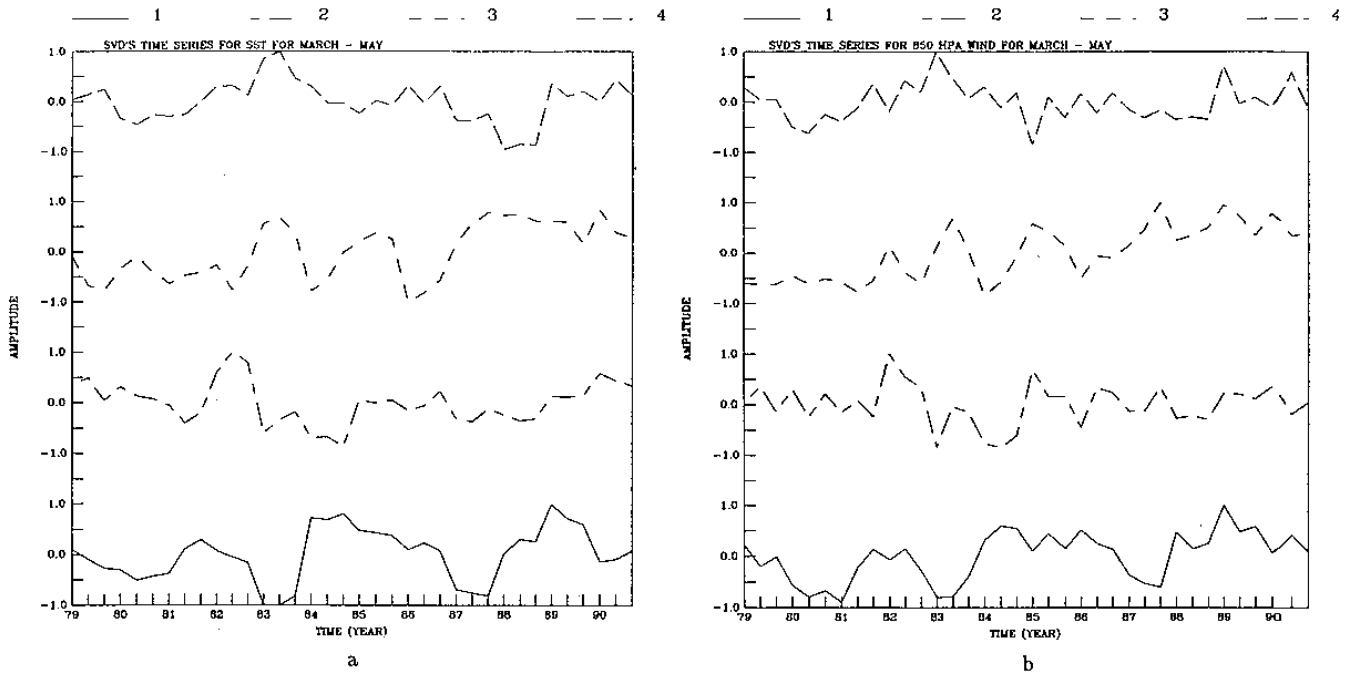 1 2 3 4
SVD'S TIME SERIES FOR SST FOR MARCH - MAY
1.0
0.0
-1.0
1.0
0.0
-1.0
1.0
0.0
-1.0
1.0
0.0
-1.0
AMPLITUDE
79 80 81 82 83 84 85 86 87 88 89 90
TIME (YEAR)
a
1 2 3 4
SVD'S TIME SERIES FOR 850 HPA WIND FOR MARCH - MAY
1.0
0.0
-1.0
1.0
0.0
-1.0
1.0
0.0
-1.0
1.0
0.0
-1.0
AMPLITUDE
79 80 81 82 83 84 85 86 87 88 89 90
TIME (YEAR)
b